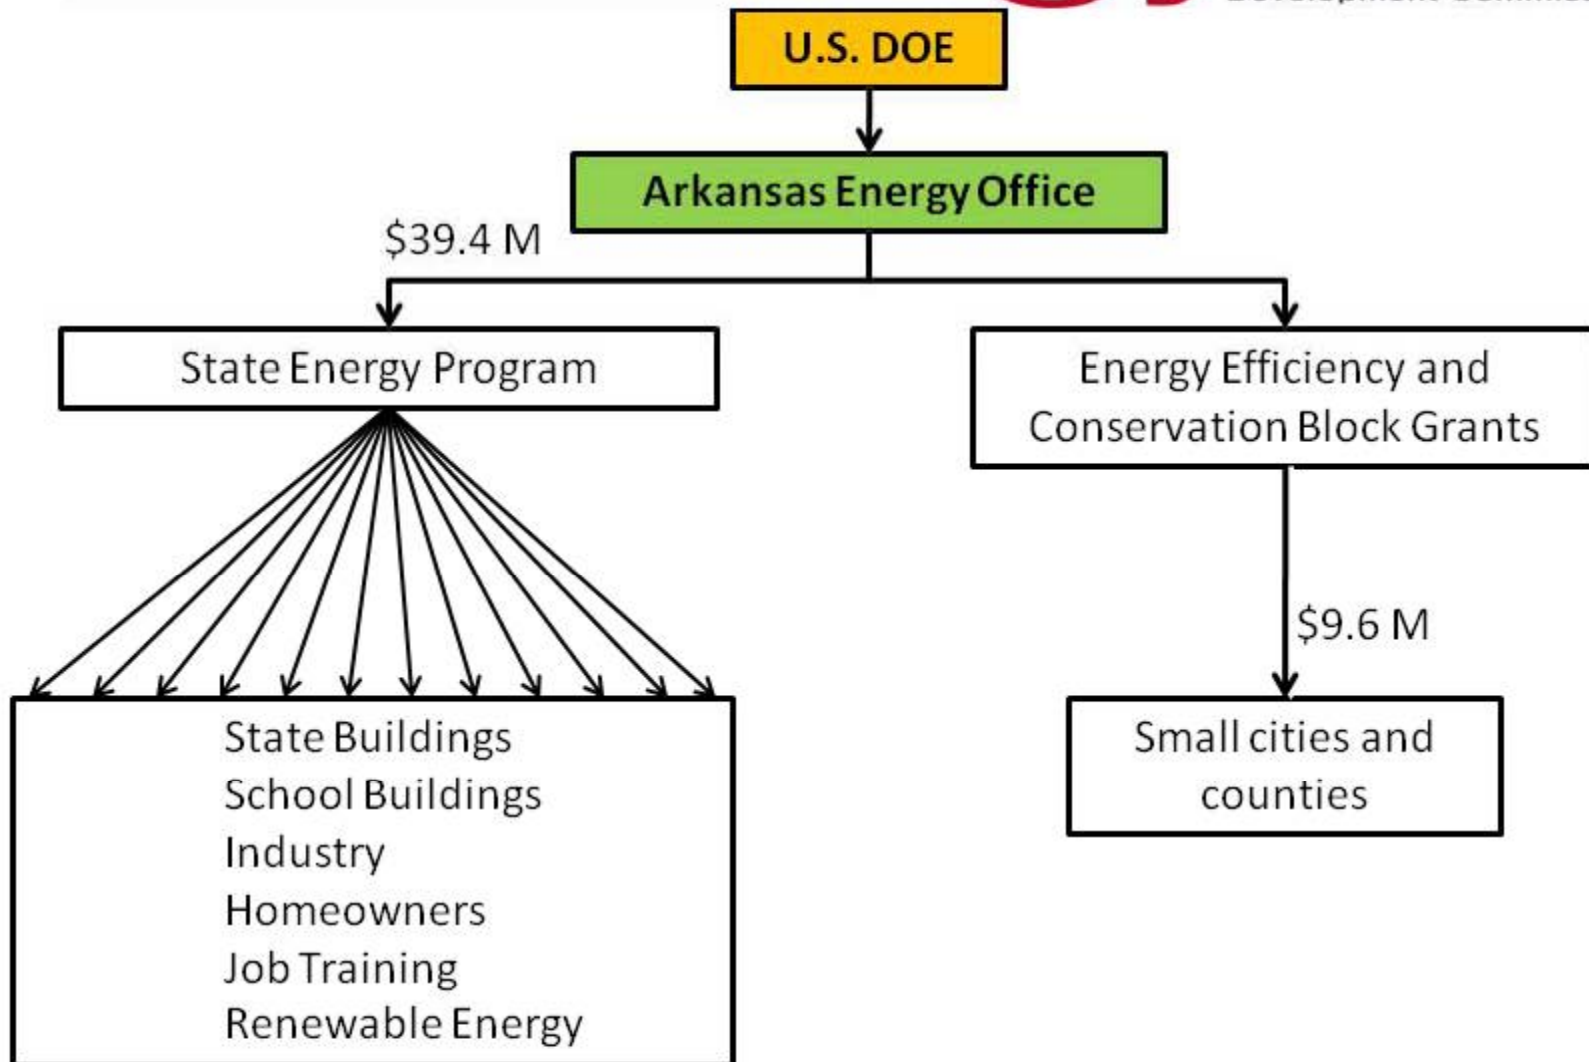 U.S. DOE
Arkansas Energy Office
$39.4 M
State Energy Program
Energy Efficiency and
Conservation Block Grants
$9.6 M
State Buildings
School Buildings
Industry
Homeowners
Job Training
Renewable Energy
Small cities and
counties